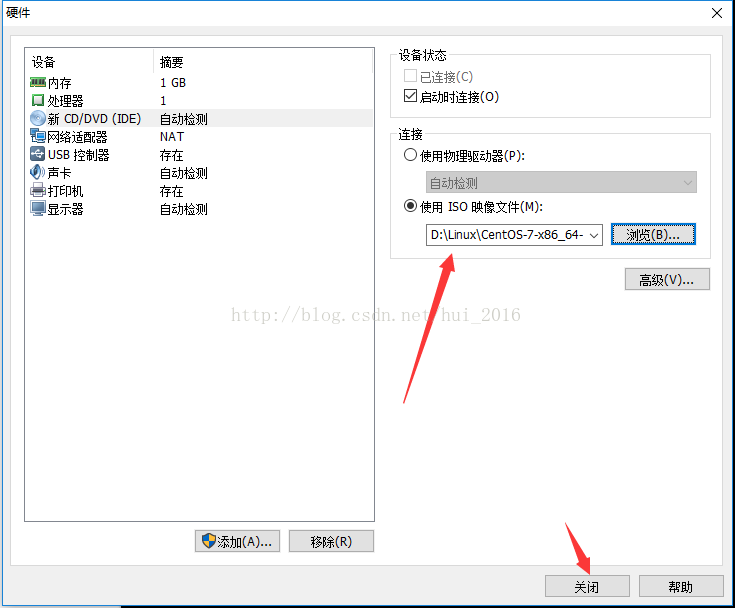 硬件
设备 摘要
内存 1 GB
处理器 1
新 CD/DVD (IDE) 自动检测
网络适配器 NAT
USB 控制器 存在
声卡 自动检测
打印机 存在
显示器 自动检测
添加(A)... 移除(R)
设备状态
已连接(C)
启动时连接(O)
连接
使用物理驱动器(P):
自动检测
使用 ISO 映像文件(M):
D:\Linux\CentOS-7-x86_64- 浏览(B)...
高级(V)...
http://blog.csdn.net/hui_2016
关闭 帮助